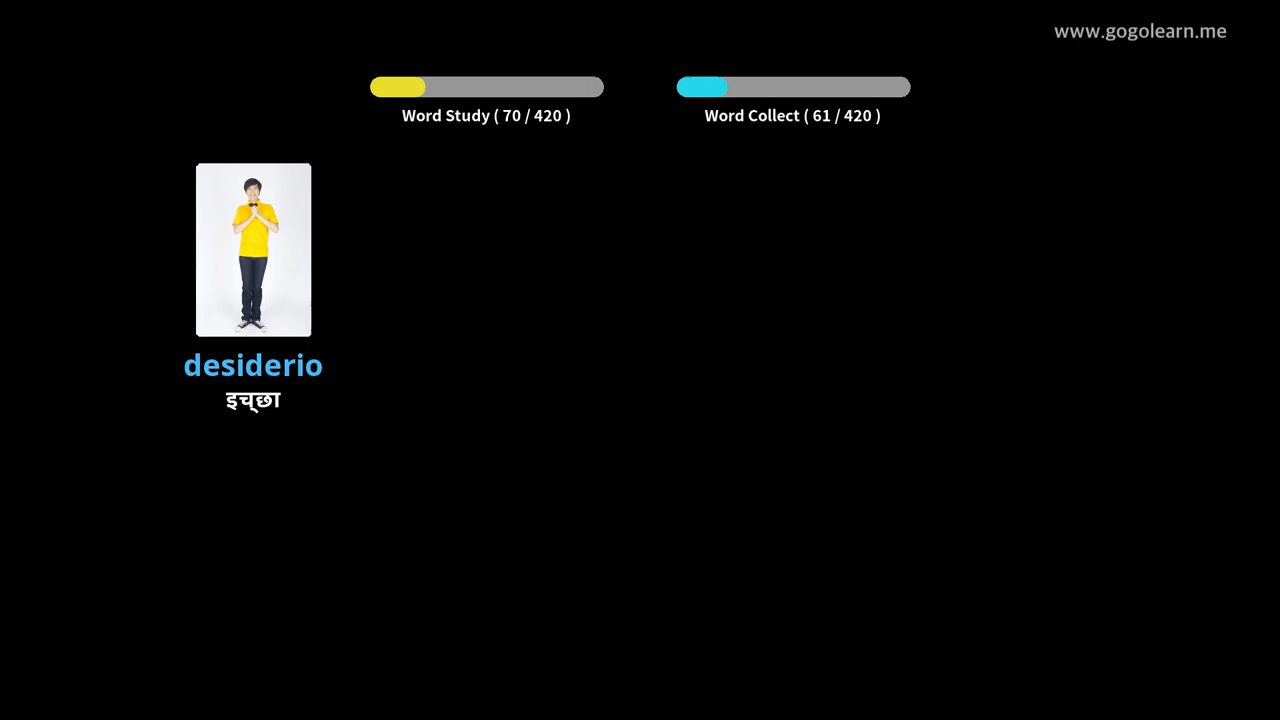 www.gogolearn.me
Word Study ( 70 / 420 )
Word Collect ( 61 / 420 )
desiderio
इच्छा